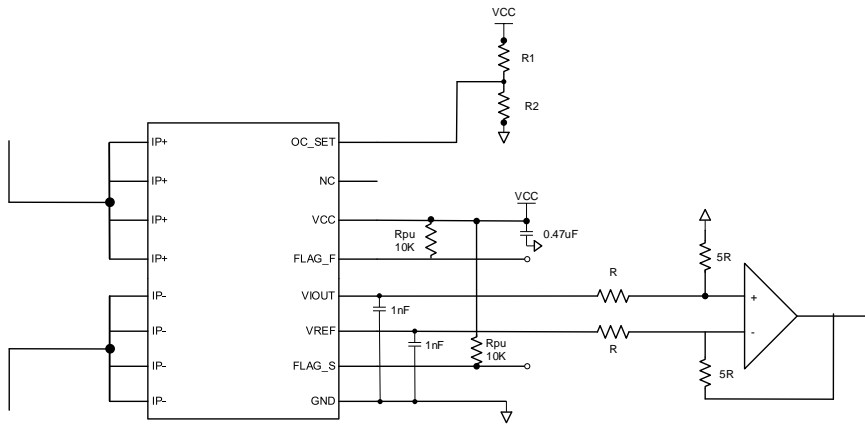 VCC
R1
R2
IP+
OC_SET
IP+
NC
IP+
VCC
VCC
Rpu
10K
0.47uF
IP+
FLAG_F
5R
IP-
VIOUT
R
+
1nF
IP-
VREF
R
-
1nF
Rpu
10K
IP-
FLAG_S
5R
IP-
GND